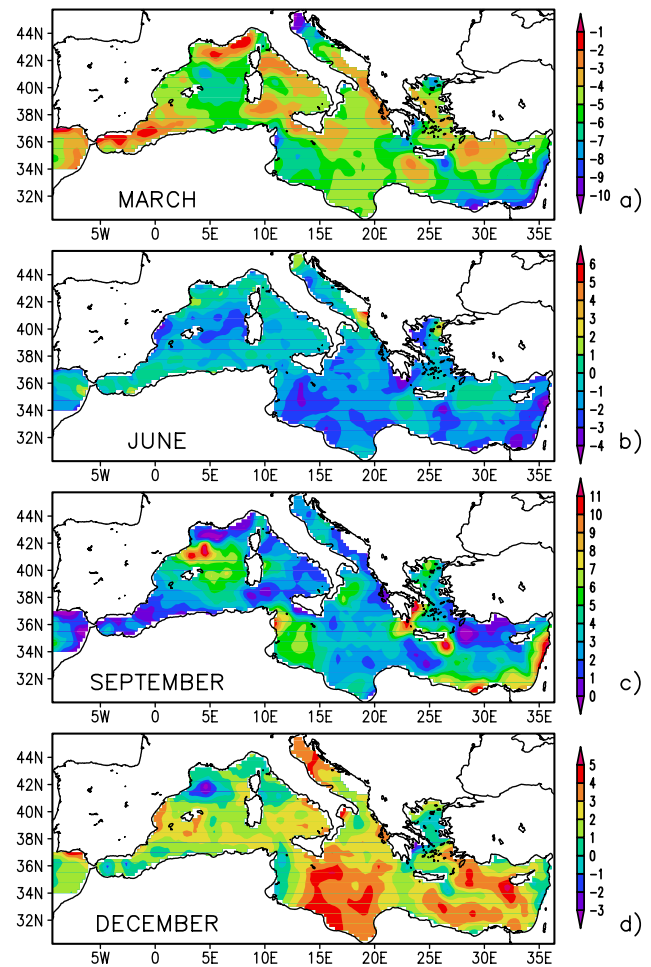 44N
42N
40N
38N
36N
34N
32N
MARCH
5W 0 5E 10E 15E 20E 25E 30E 35E
-1
-2
-3
-4
-5
-6
-7
-8
-9
-10
a)
44N
42N
40N
38N
36N
34N
32N
JUNE
5W 0 5E 10E 15E 20E 25E 30E 35E
6
5
4
3
2
1
0
-1
-2
-3
-4
b)
44N
42N
40N
38N
36N
34N
32N
SEPTEMBER
5W 0 5E 10E 15E 20E 25E 30E 35E
11
10
9
8
7
6
5
4
3
2
1
0
c)
44N
42N
40N
38N
36N
34N
32N
DECEMBER
5W 0 5E 10E 15E 20E 25E 30E 35E
5
4
3
2
1
0
-1
-2
-3
d)